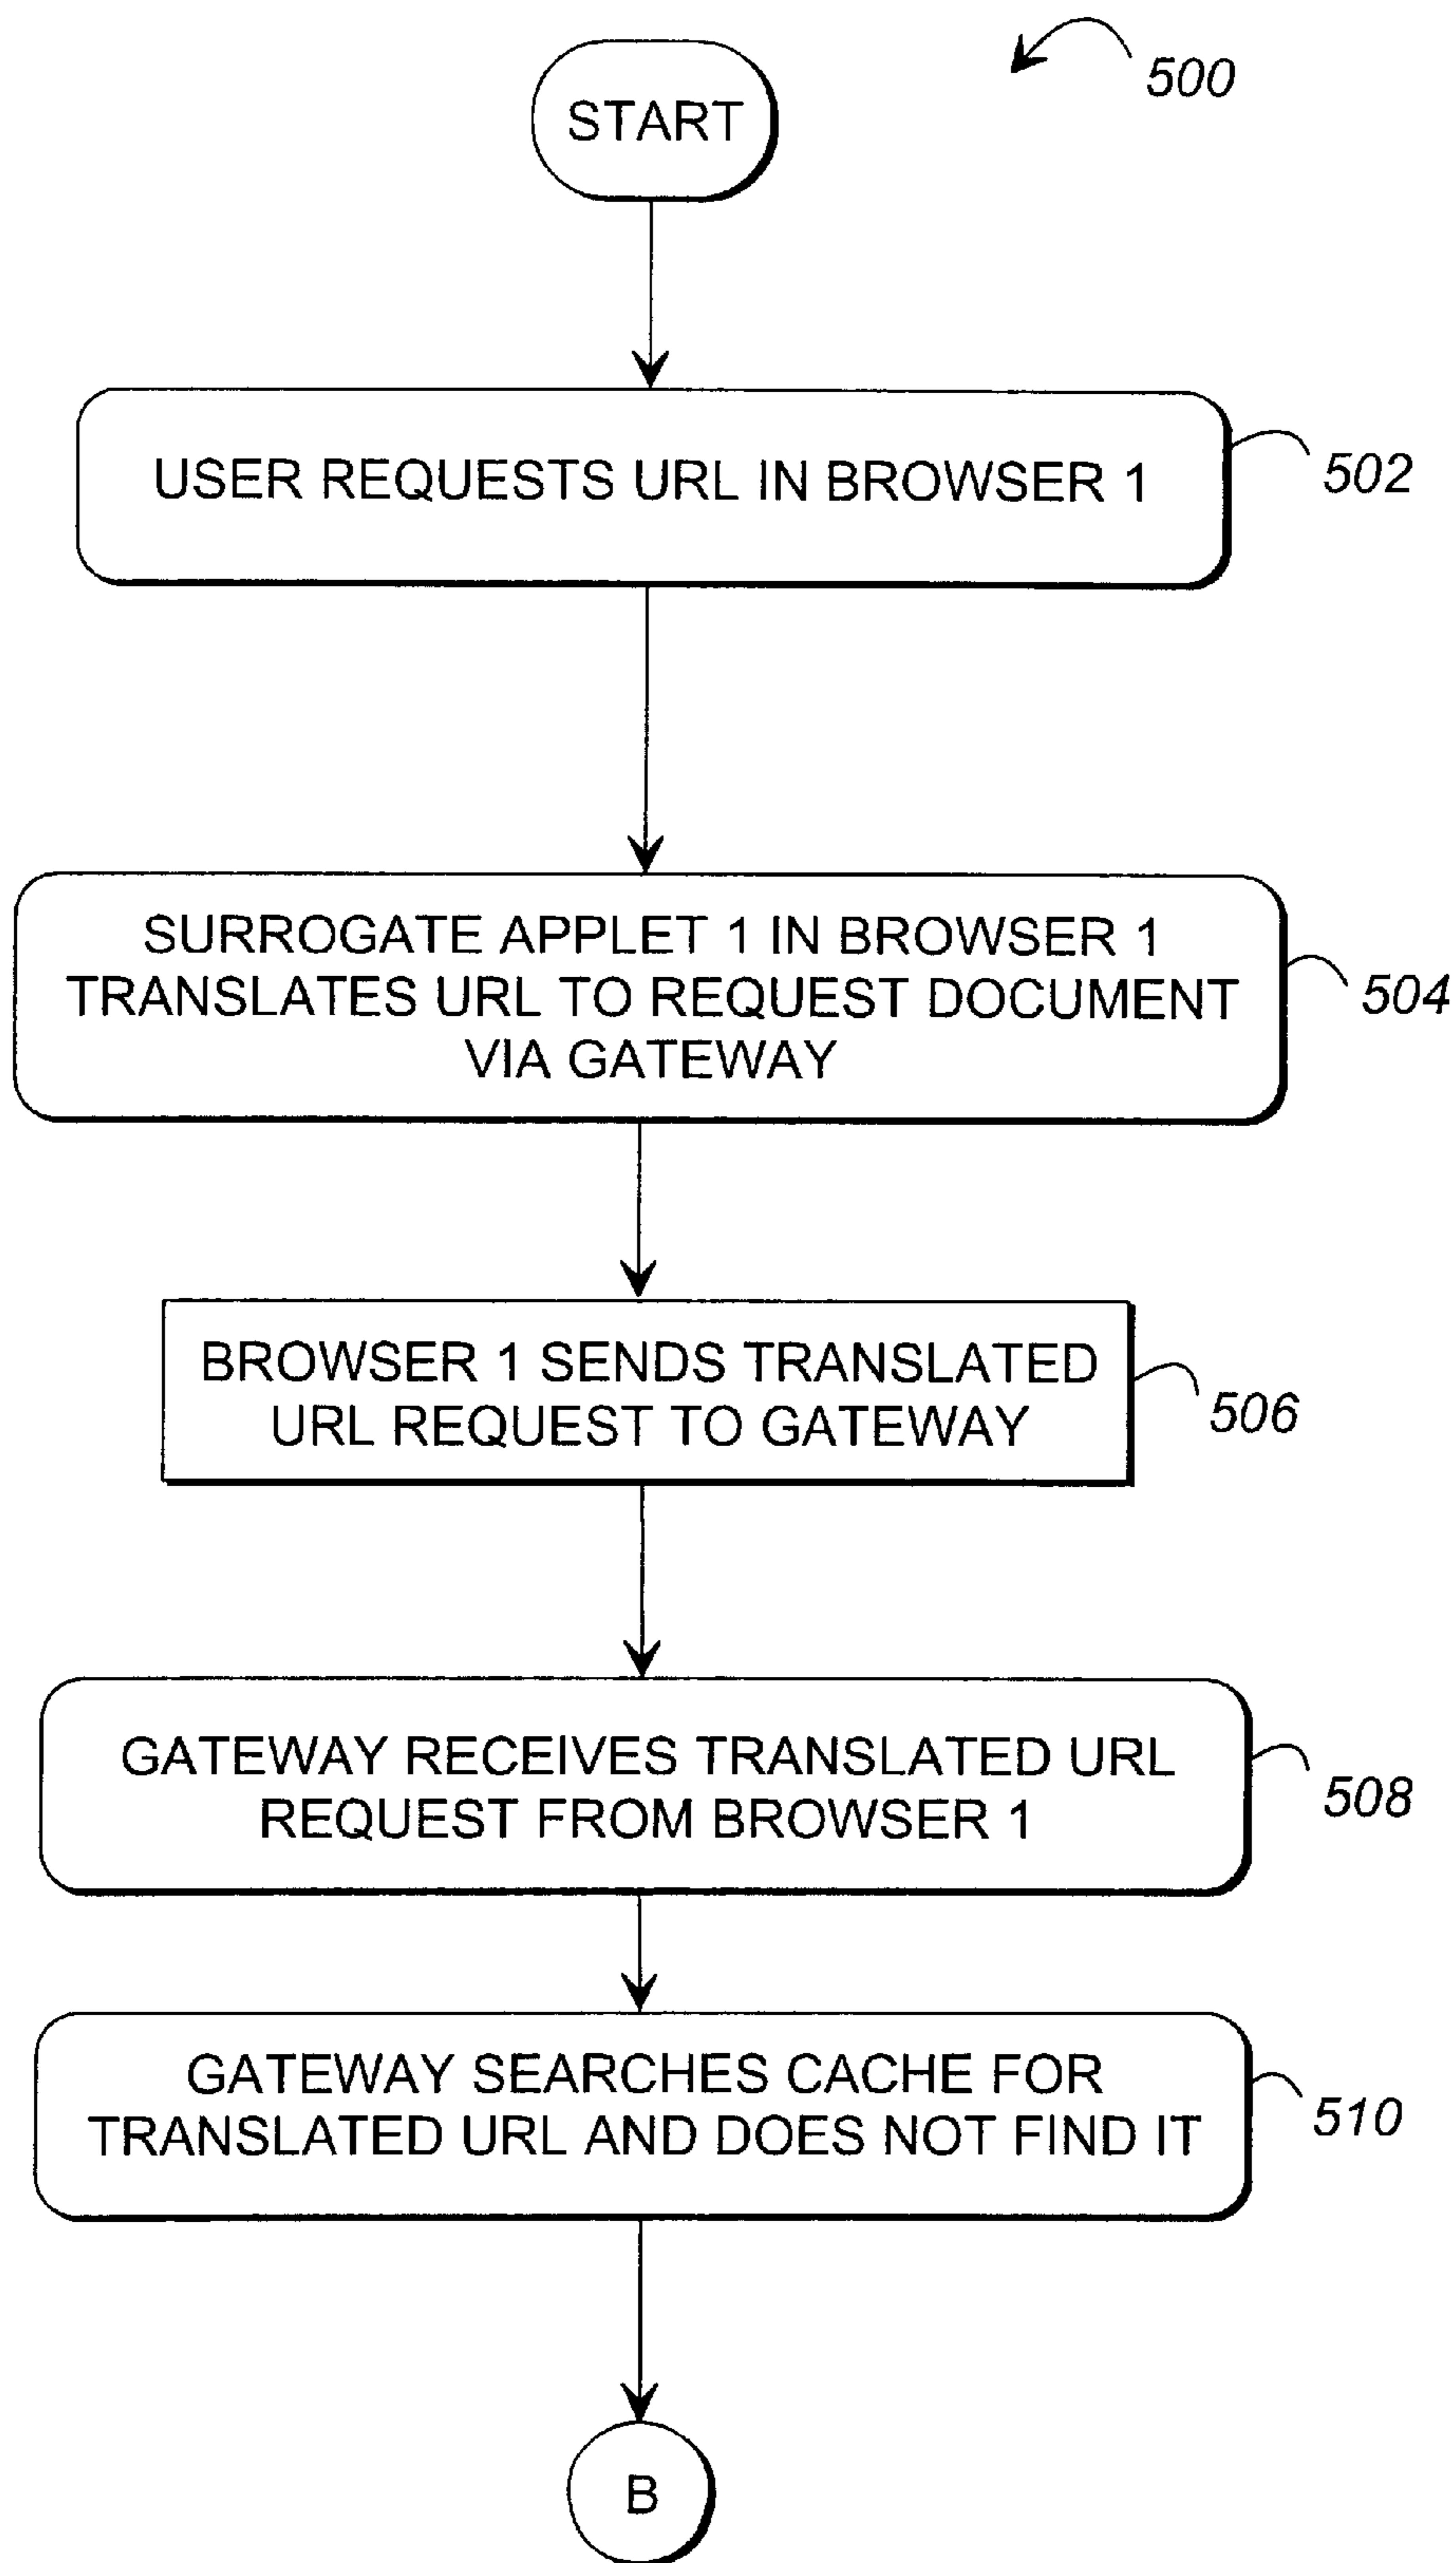 500
START
USER REQUESTS URL IN BROWSER 1
502
SURROGATE APPLET 1 IN BROWSER 1
TRANSLATES URL TO REQUEST DOCUMENT
VIA GATEWAY
504
BROWSER 1 SENDS TRANSLATED
URL REQUEST TO GATEWAY
506
GATEWAY RECEIVES TRANSLATED URL
REQUEST FROM BROWSER 1
508
GATEWAY SEARCHES CACHE FOR
TRANSLATED URL AND DOES NOT FIND IT
510
B